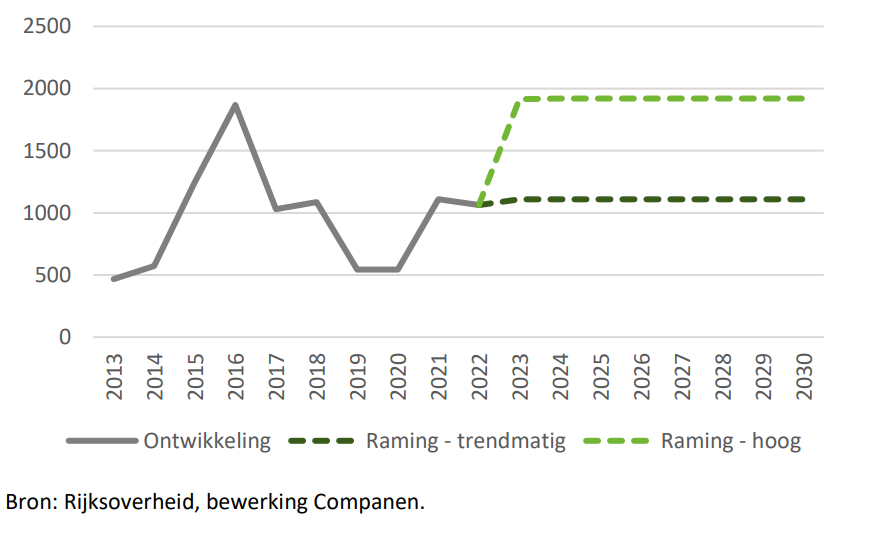 2500
2000
1500
1000
500
0
2013 2014 2015 2016 2017 2018 2019 2020 2021 2022 2023 2024 2025 2026 2027 2028 2029 2030
Ontwikkeling Raming - trendmatig Raming - hoog
Bron: Rijksoverheid, bewerking Companen.